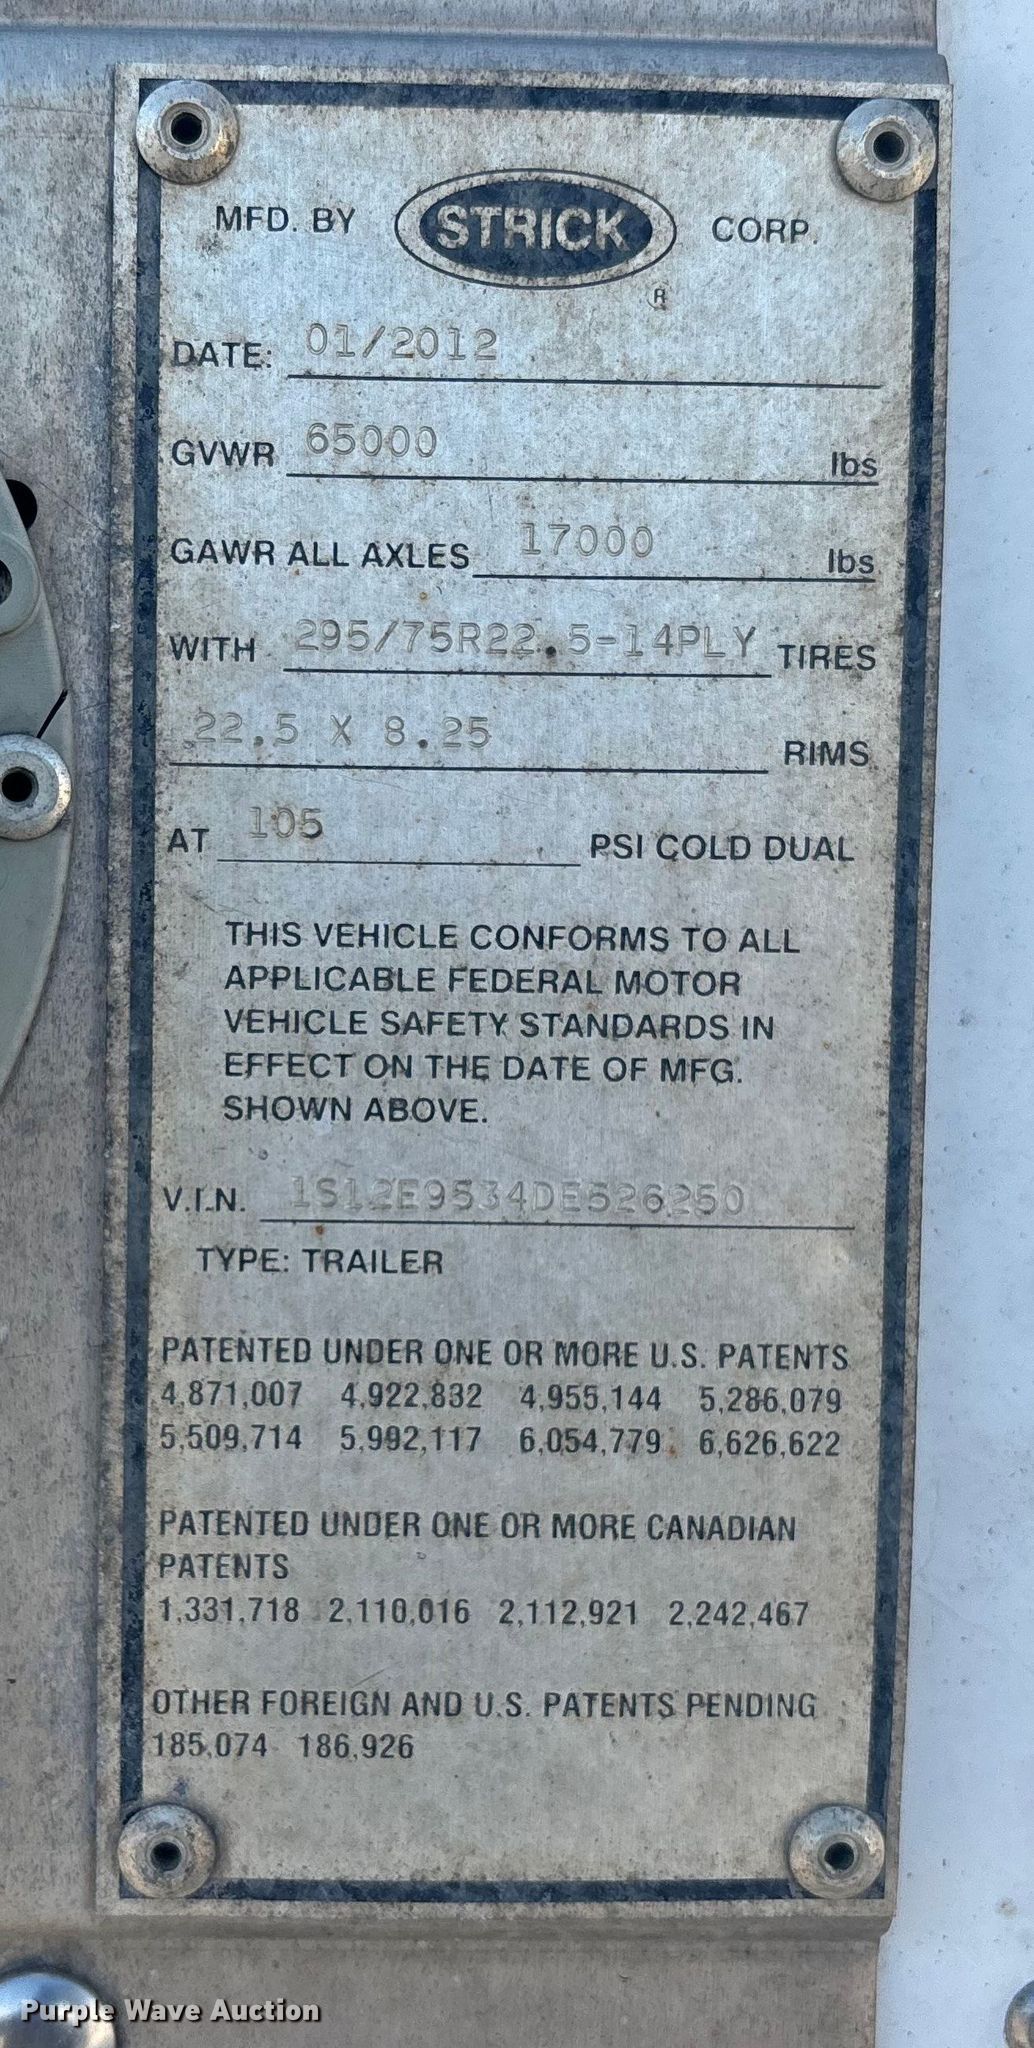 MFD. BY STRICK CORP.
®
DATE: 01/2012
GVWR 65000 lbs
GAWR ALL AXLES 17000 lbs
WITH 295/75R22.5-14PLY TIRES
22.5 X 8.25 RIMS
AT 105 PSI COLD DUAL
THIS VEHICLE CONFORMS TO ALL
APPLICABLE FEDERAL MOTOR
VEHICLE SAFETY STANDARDS IN
EFFECT ON THE DATE OF MFG.
SHOWN ABOVE.
V.I.N. 1S12E9534DE526250
TYPE: TRAILER
PATENTED UNDER ONE OR MORE U.S. PATENTS
4,871,007 4,922,832 4,955,144 5,286,079
5,509,714 5,992,117 6,054,779 6,626,622
PATENTED UNDER ONE OR MORE CANADIAN
PATENTS
1,331,718 2,110,016 2,112,921 2,242,467
OTHER FOREIGN AND U.S. PATENTS PENDING
185,074 186,926
Purple Wave Auction